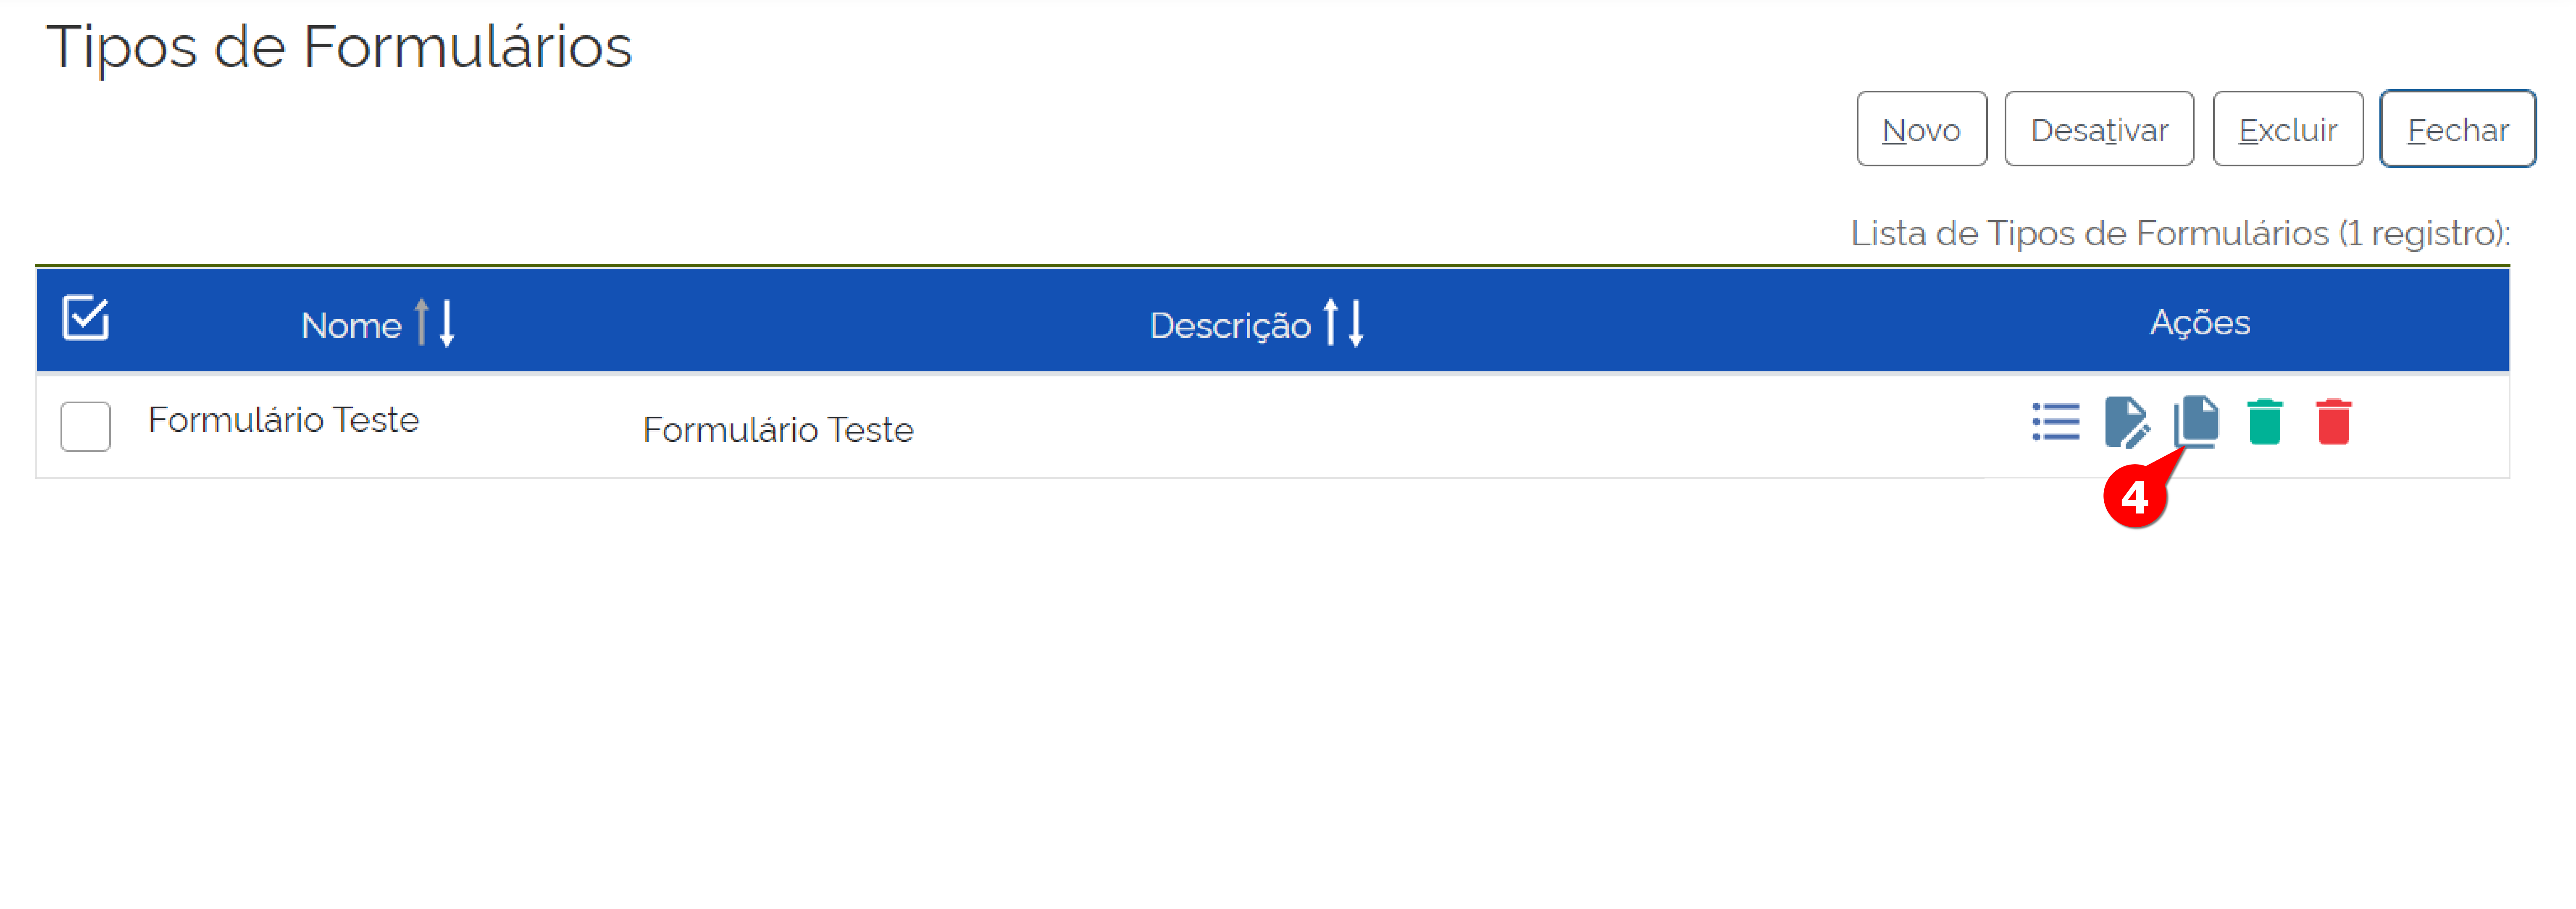 Tipos de Formulários
Novo Desativar Excluir Fechar
Lista de Tipos de Formulários (1 registro):
Nome Descrição Ações
Formulário Teste Formulário Teste
4